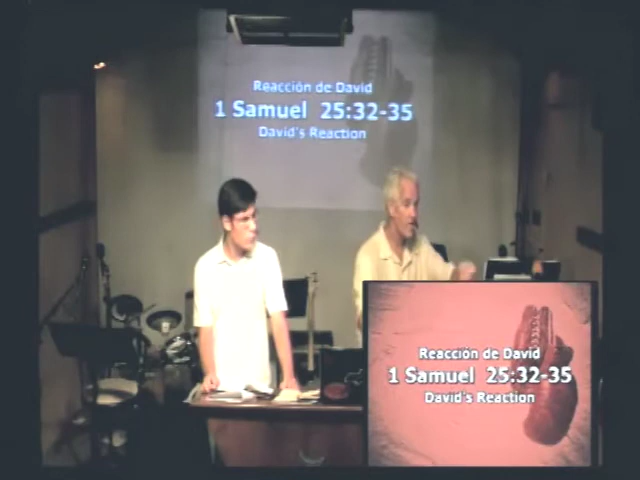 Reacción de David
1 Samuel 25:32-35
David's Reaction
Reacción de David
1 Samuel 25:32-35
David's Reaction